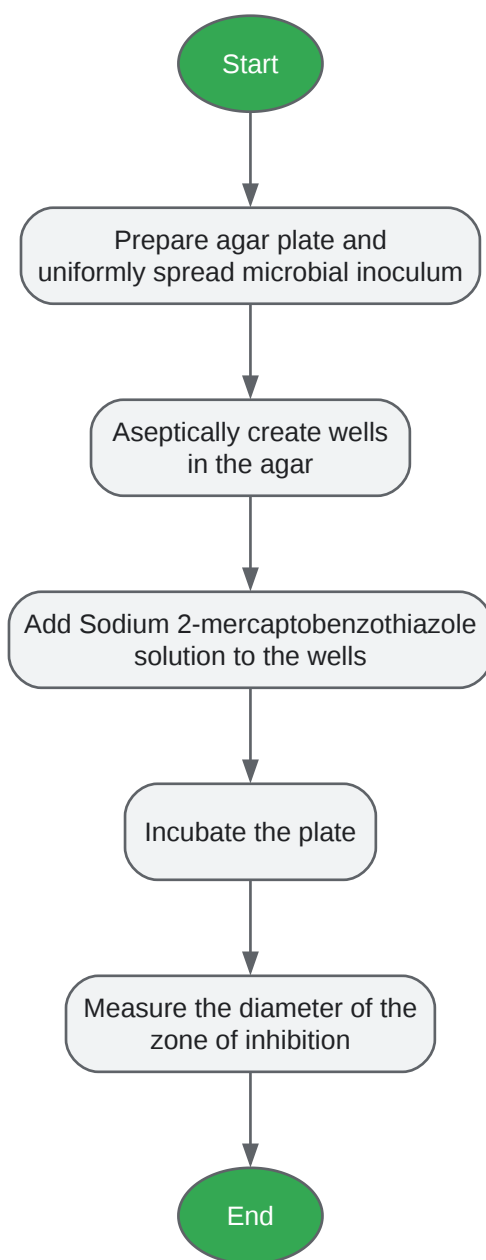 Start
Prepare agar plate and
uniformly spread microbial inoculum
Aseptically create wells
in the agar
Add Sodium 2-mercaptobenzothiazole
solution to the wells
Incubate the plate
Measure the diameter of the
zone of inhibition
End